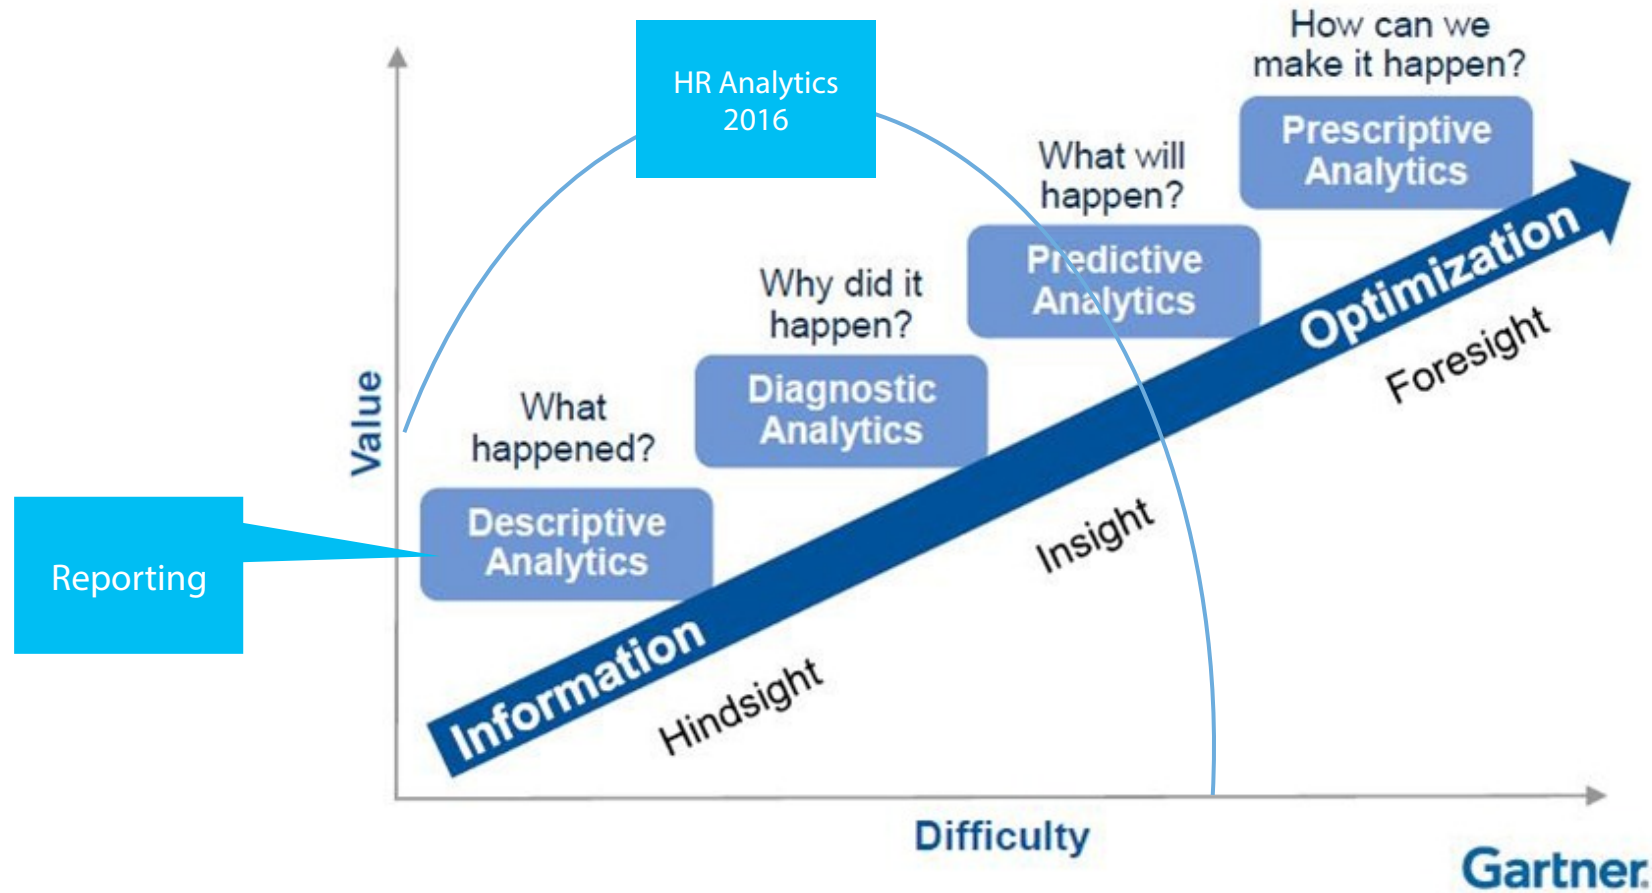 How can we
make it happen?
Prescriptive
Analytics
HR Analytics
2016
What will
happen?
Predictive
Analytics
Why did it
happen?
Diagnostic
Analytics
What
happened?
Descriptive
Analytics
Reporting
Value
Information
Optimization
Hindsight
Insight
Foresight
Difficulty
Gartner